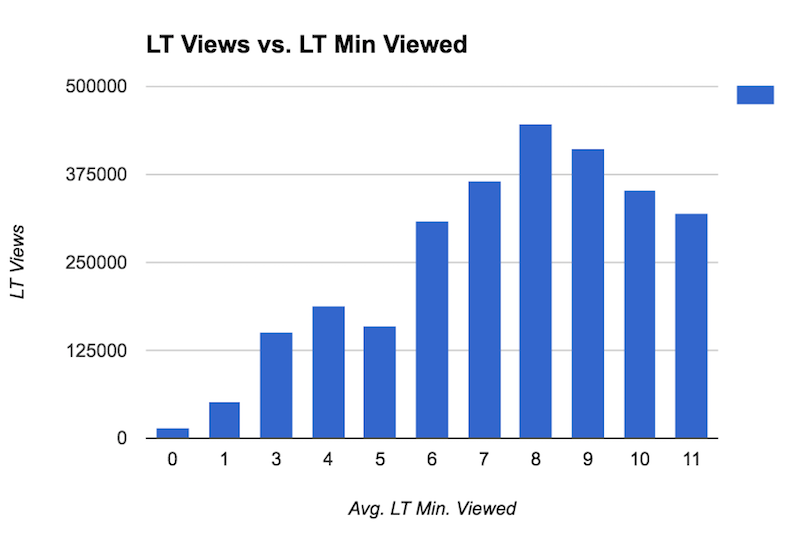 LT Views vs. LT Min Viewed
500000
375000
250000
125000
0
LT Views
0 1 3 4 5 6 7 8 9 10 11
Avg. LT Min. Viewed